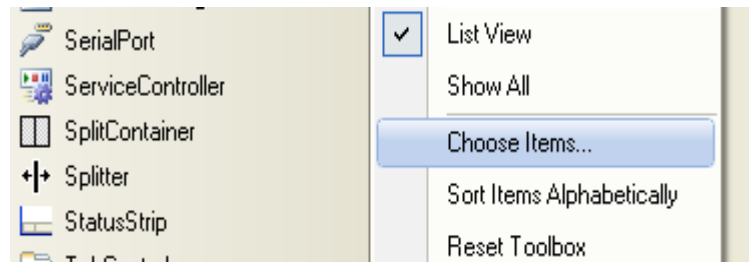 SerialPort
ServiceController
SplitContainer
Splitter
StatusStrip
List View
Show All
Choose Items...
Sort Items Alphabetically
Reset Toolbox